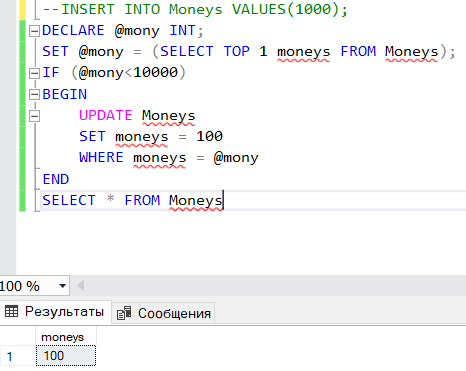 --INSERT INTO Moneys VALUES(1000);
DECLARE @mony INT;
SET @mony = (SELECT TOP 1 moneys FROM Moneys);
IF (@mony<10000)
BEGIN
UPDATE Moneys
SET moneys = 100
WHERE moneys = @mony
END
SELECT * FROM Moneys
100 %
Результаты Сообщения
moneys
1 100